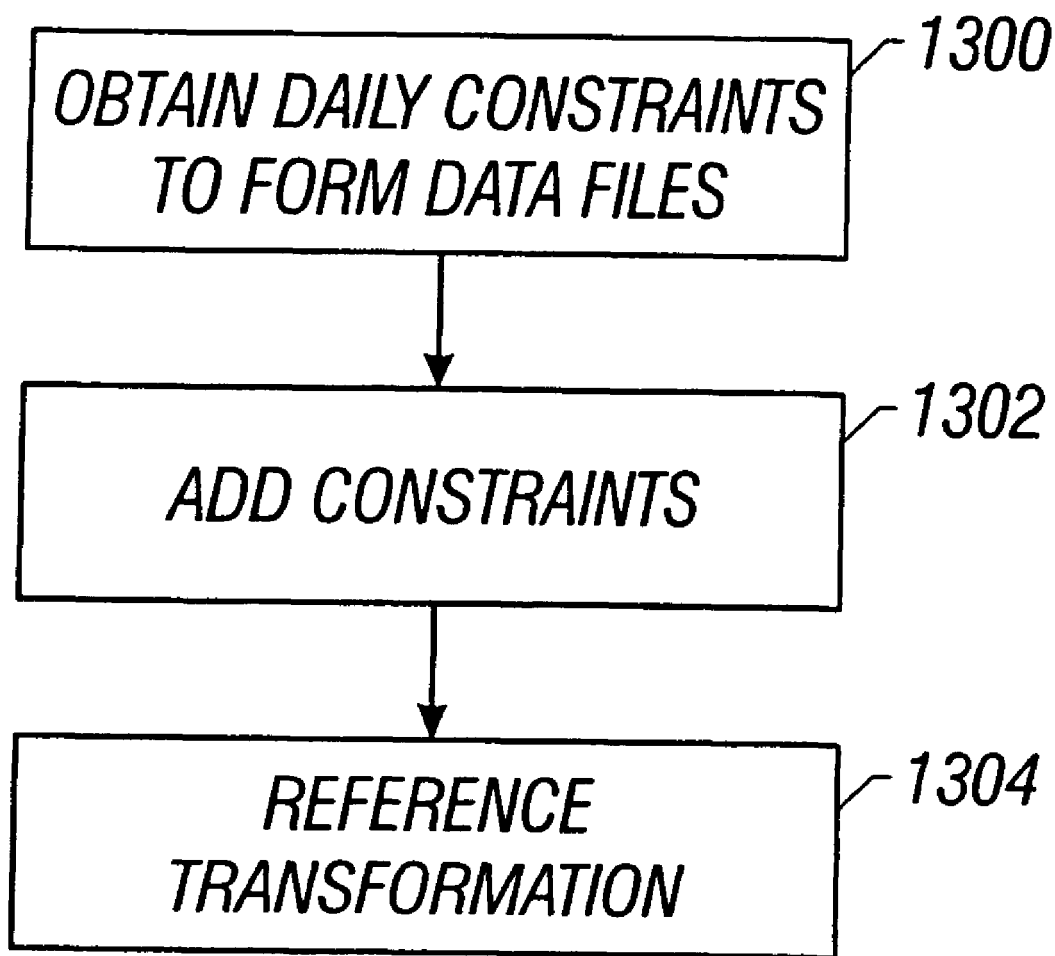 1300
OBTAIN DAILY CONSTRAINTS
TO FORM DATA FILES
1302
ADD CONSTRAINTS
1304
REFERENCE
TRANSFORMATION